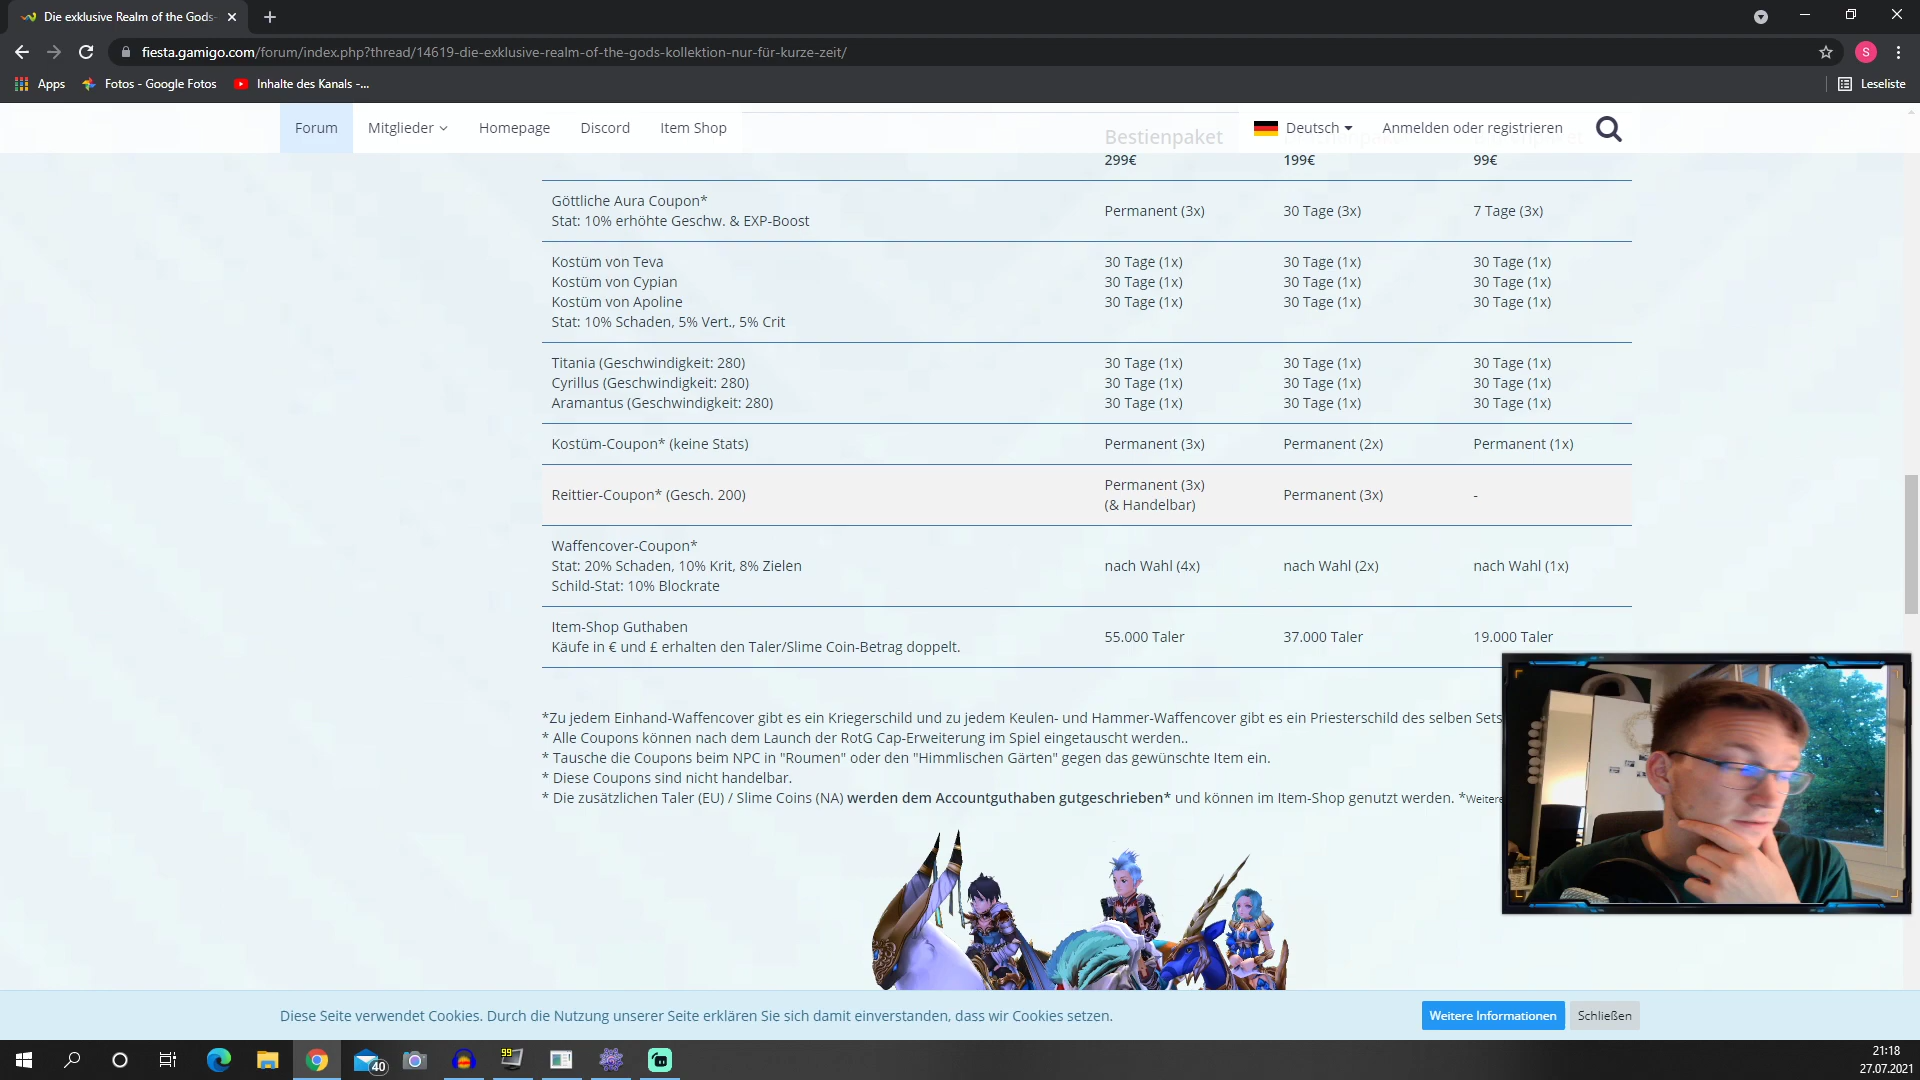 Die exklusive Realm of the Gods-
fiesta.gamigo.com/forum/index.php?thread/14619-die-exklusive-realm-of-the-gods-kollektion-nur-für-kurze-zeit/
S
Apps
Fotos - Google Fotos
Inhalte des Kanals -...
Leseliste
Forum
Mitglieder
Homepage
Discord
Item Shop
Deutsch
Anmelden oder registrieren
Bestienpaket
299€ 199€ 99€
Göttliche Aura Coupon*
Stat: 10% erhöhte Geschw. & EXP-Boost
Permanent (3x) 30 Tage (3x) 7 Tage (3x)
Kostüm von Teva 30 Tage (1x) 30 Tage (1x) 30 Tage (1x)
Kostüm von Cypian 30 Tage (1x) 30 Tage (1x) 30 Tage (1x)
Kostüm von Apoline 30 Tage (1x) 30 Tage (1x) 30 Tage (1x)
Stat: 10% Schaden, 5% Vert., 5% Crit
Titania (Geschwindigkeit: 280) 30 Tage (1x) 30 Tage (1x) 30 Tage (1x)
Cyrillus (Geschwindigkeit: 280) 30 Tage (1x) 30 Tage (1x) 30 Tage (1x)
Aramantus (Geschwindigkeit: 280) 30 Tage (1x) 30 Tage (1x) 30 Tage (1x)
Kostüm-Coupon* (keine Stats) Permanent (3x) Permanent (2x) Permanent (1x)
Reittier-Coupon* (Gesch. 200)
Permanent (3x)
(& Handelbar)
Permanent (3x) -
Waffencover-Coupon*
Stat: 20% Schaden, 10% Krit, 8% Zielen
Schild-Stat: 10% Blockrate
nach Wahl (4x) nach Wahl (2x) nach Wahl (1x)
Item-Shop Guthaben
Käufe in € und £ erhalten den Taler/Slime Coin-Betrag doppelt.
55.000 Taler 37.000 Taler 19.000 Taler
*Zu jedem Einhand-Waffencover gibt es ein Kriegerschild und zu jedem Keulen- und Hammer-Waffencover gibt es ein Priesterschild des selben Sets
* Alle Coupons können nach dem Launch der RotG Cap-Erweiterung im Spiel eingetauscht werden..
* Tausche die Coupons beim NPC in "Roumen" oder den "Himmlischen Gärten" gegen das gewünschte Item ein.
* Diese Coupons sind nicht handelbar.
* Die zusätzlichen Taler (EU) / Slime Coins (NA) werden dem Accountguthaben gutgeschrieben* und können im Item-Shop genutzt werden. *Weitere
Diese Seite verwendet Cookies. Durch die Nutzung unserer Seite erklären Sie sich damit einverstanden, dass wir Cookies setzen.
Weitere Informationen
Schließen
40
99
21:18
27.07.2021